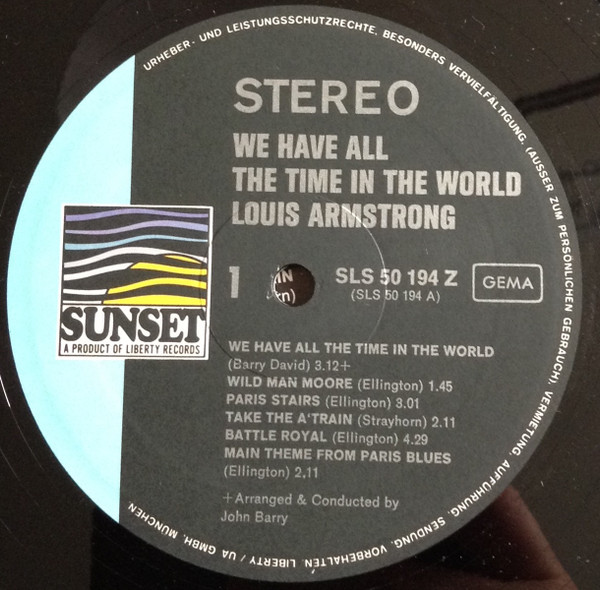 URHEBER- UND LEISTUNGSSCHUTZRECHTE, BESONDERS VERVIELFÄLTIGUNG, (AUSSER ZUM PERSÖNLICHEN GEBRAUCH), VERMIETUNG, AUFFÜHRUNG, SENDUNG, VORBEHALTEN. LIBERTY / UA GMBH, MÜNCHEN.
STEREO
WE HAVE ALL
THE TIME IN THE WORLD
LOUIS ARMSTRONG
SUNSET
A PRODUCT OF LIBERTY RECORDS
1
SLS 50 194 Z
(SLS 50 194 A)
GEMA
WE HAVE ALL THE TIME IN THE WORLD
(Barry David) 3.12+
WILD MAN MOORE (Ellington) 1.45
PARIS STAIRS (Ellington) 3.01
TAKE THE A'TRAIN (Strayhorn) 2.11
BATTLE ROYAL (Ellington) 4.29
MAIN THEME FROM PARIS BLUES
(Ellington) 2.11
+Arranged & Conducted by
John Barry